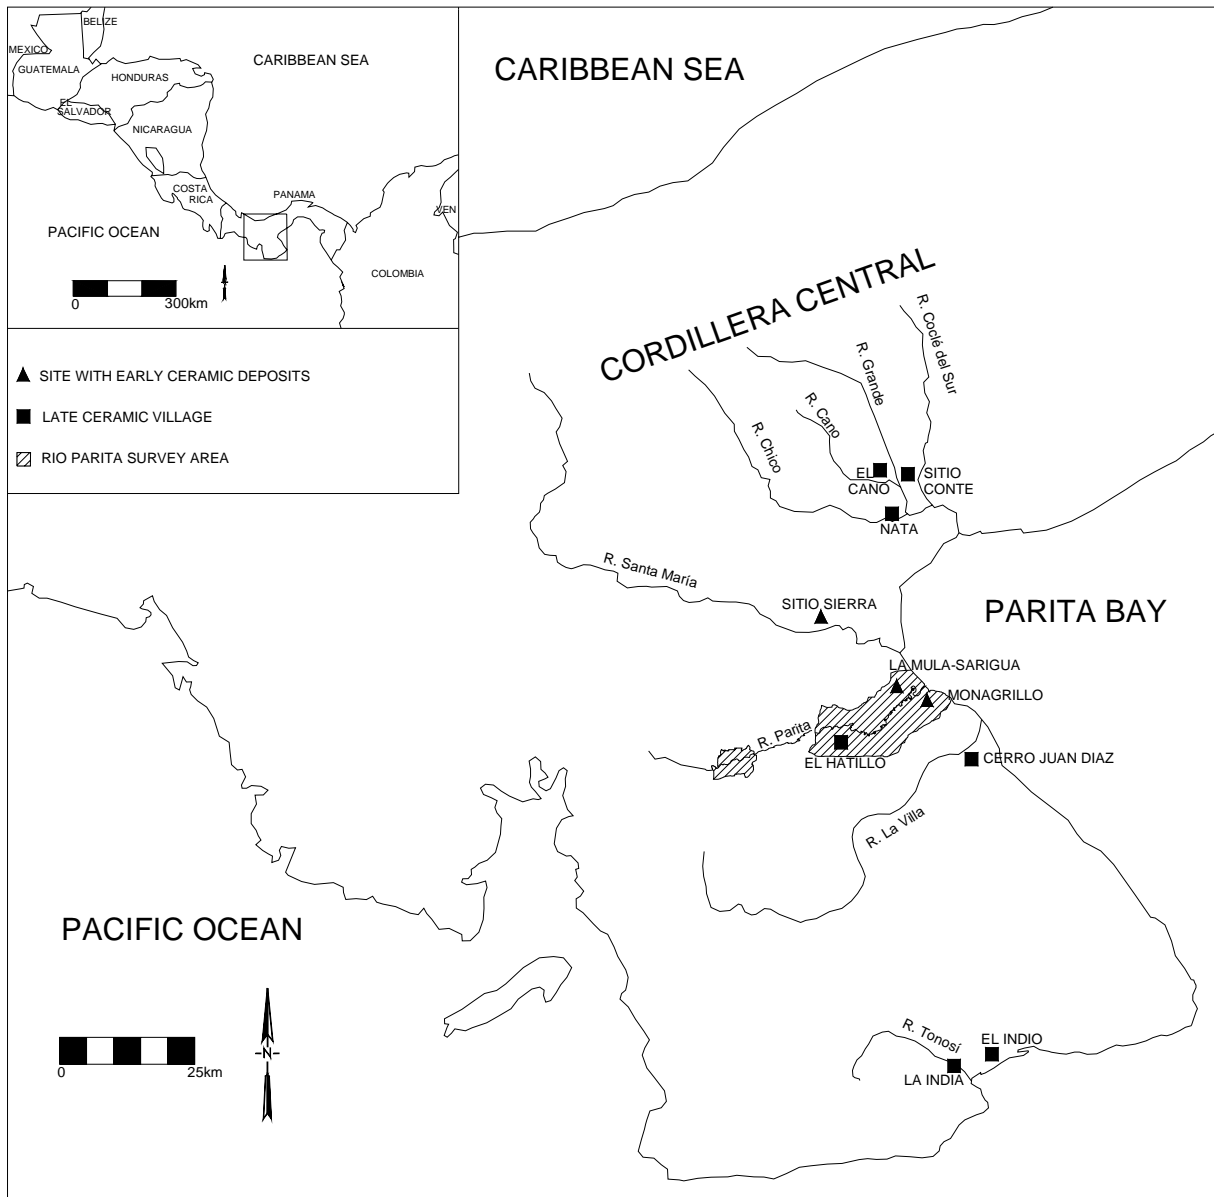 BELIZE
MEXICO
GUATEMALA
HONDURAS
CARIBBEAN SEA
EL
SALVADOR
NICARAGUA
COSTA
RICA
PANAMA
VEN
PACIFIC OCEAN
COLOMBIA
0 300km
SITE WITH EARLY CERAMIC DEPOSITS
LATE CERAMIC VILLAGE
RIO PARITA SURVEY AREA
CARIBBEAN SEA
CORDILLERA CENTRAL
R. Coclé del Sur
R. Grande
R. Cano
R. Chico
EL
CANO
SITIO
CONTE
NATA
R. Santa María
SITIO SIERRA
PARITA BAY
LA MULA-SARIGUA
MONAGRILLO
R. Parita
EL HATILLO
CERRO JUAN DIAZ
R. La Villa
PACIFIC OCEAN
N
0 25km
R. Tonosí
EL INDIO
LA INDIA